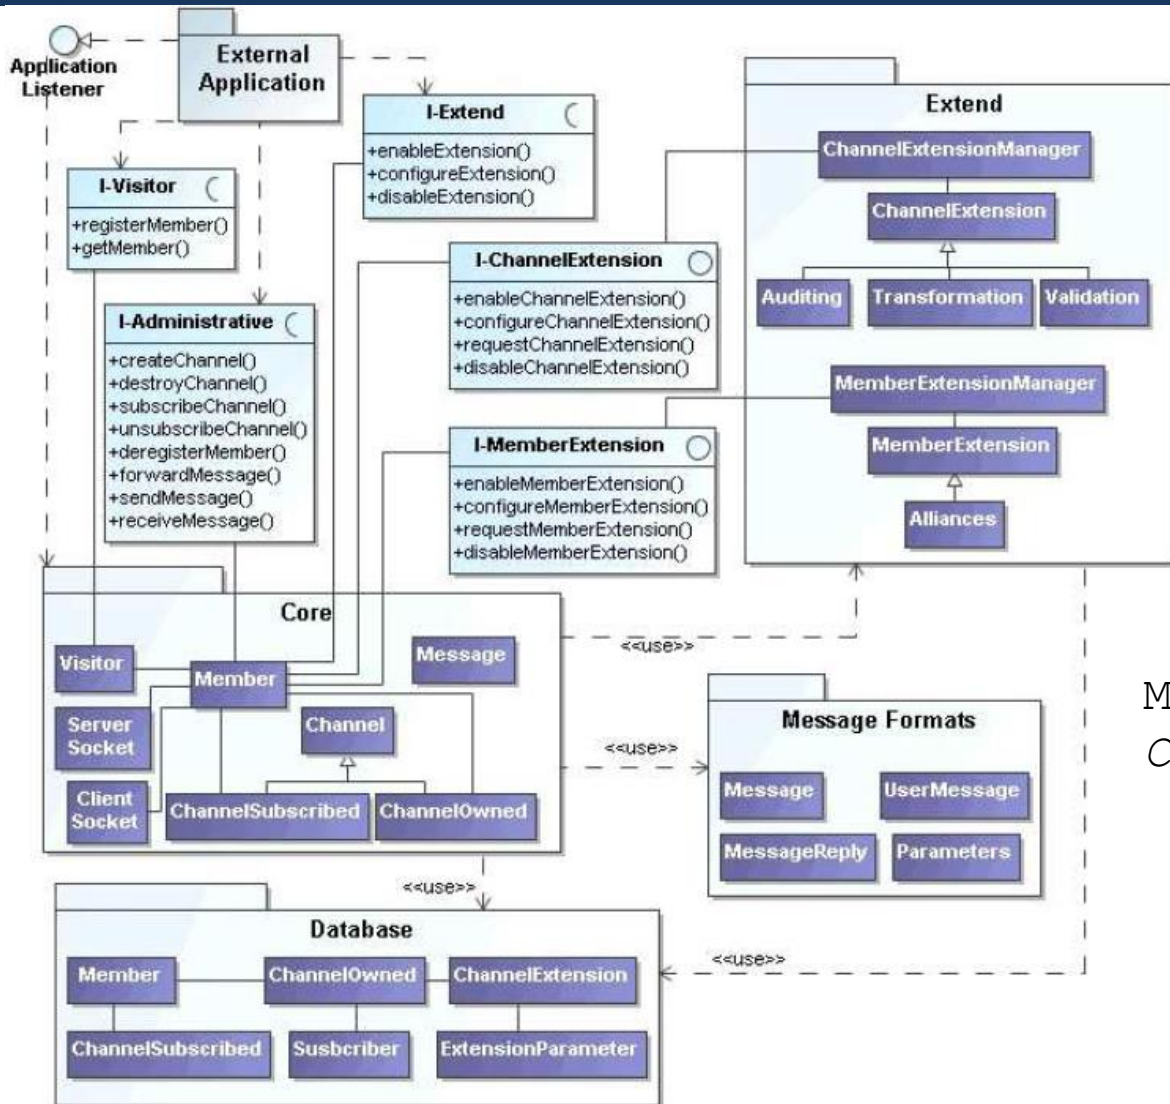 Application
Listener
External
Application
I-Extend
+enableExtension()
+configureExtension()
+disableExtension()
I-Visitor
+registerMember()
+getMember()
I-Administrative
+createChannel()
+destroyChannel()
+subscribeChannel()
+unsubscribeChannel()
+deregisterMember()
+forwardMessage()
+sendMessage()
+receiveMessage()
I-ChannelExtension
+enableChannelExtension()
+configureChannelExtension()
+requestChannelExtension()
+disableChannelExtension()
I-MemberExtension
+enableMemberExtension()
+configureMemberExtension()
+requestMemberExtension()
+disableMemberExtension()
Extend
ChannelExtensionManager
ChannelExtension
Auditing
Transformation
Validation
MemberExtensionManager
MemberExtension
Alliances
Core
Visitor
Member
Message
Server
Socket
Channel
Client
Socket
ChannelSubscribed
ChannelOwned
<<use>>
<<use>>
<<use>>
<<use>>
Message Formats
Message
UserMessage
MessageReply
Parameters
M
C
Database
Member
ChannelOwned
ChannelExtension
ChannelSubscribed
Susbcriber
ExtensionParameter